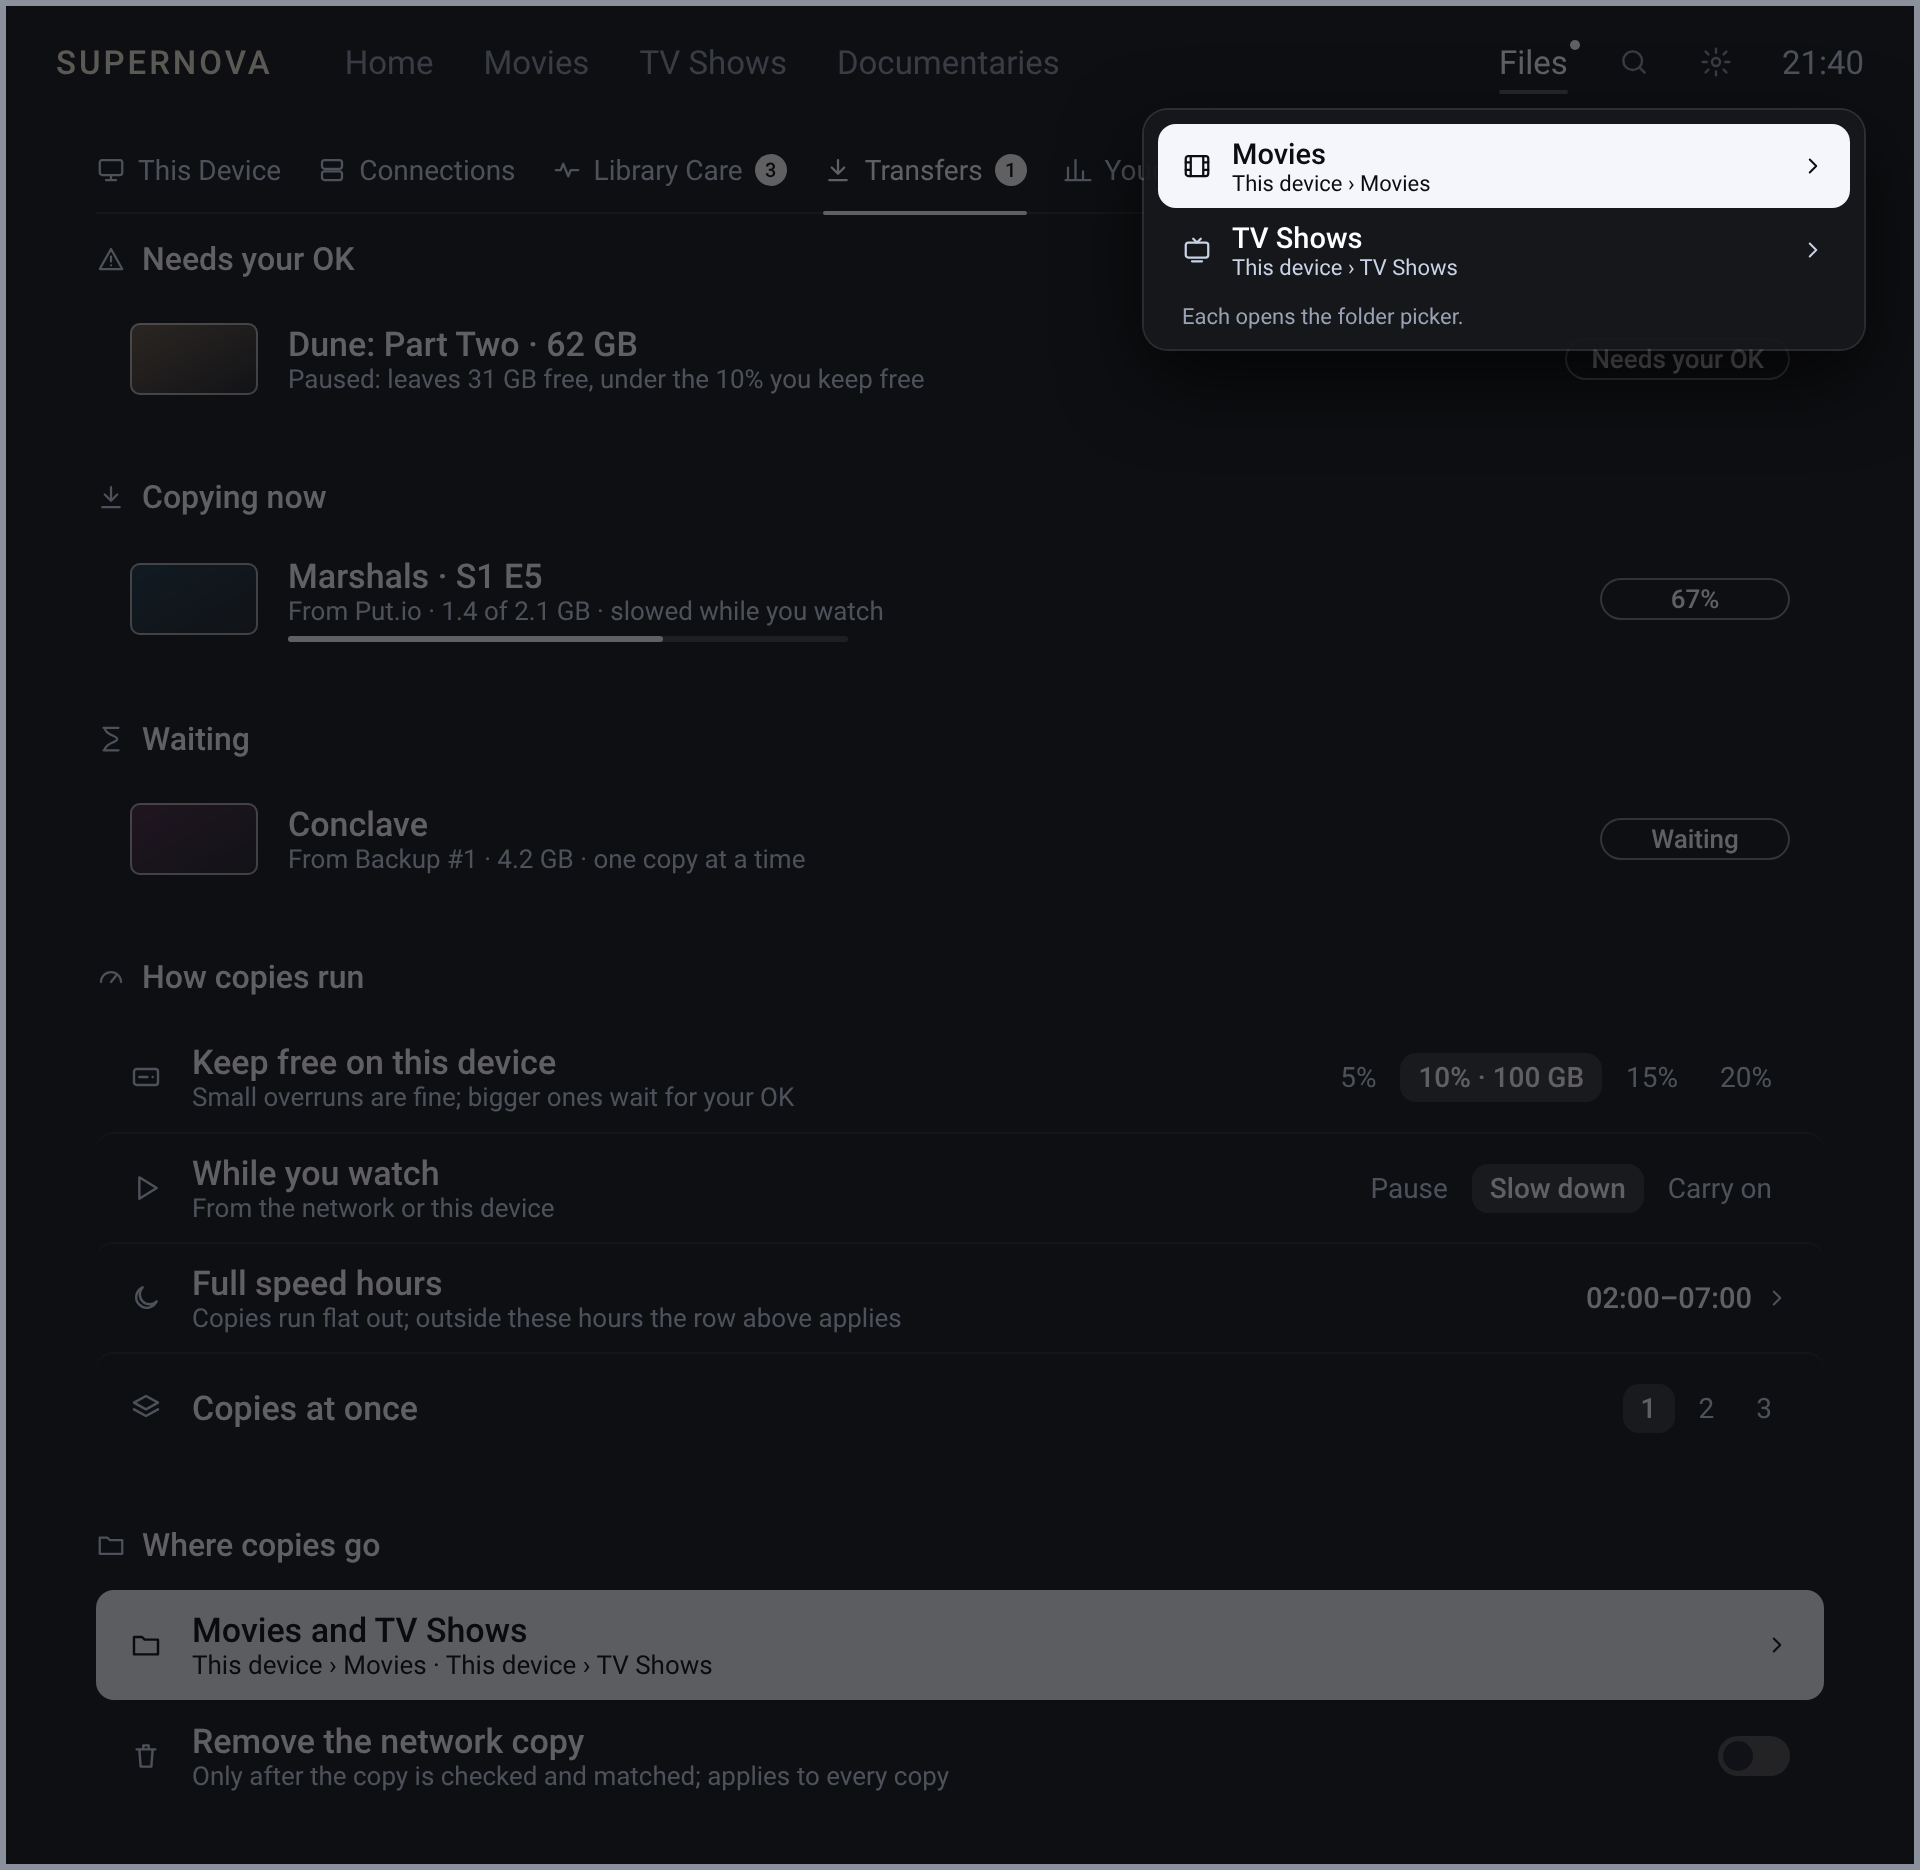 SUPERNOVA Home Movies TV Shows Documentaries Files 21:40
This Device Connections Library Care 3 Transfers 1
Movies
This device › Movies
TV Shows
This device › TV Shows
Each opens the folder picker.
Needs your OK
Dune: Part Two · 62 GB
Paused: leaves 31 GB free, under the 10% you keep free
Needs your OK
Copying now
Marshals · S1 E5
From Put.io · 1.4 of 2.1 GB · slowed while you watch
67%
Waiting
Conclave
From Backup #1 · 4.2 GB · one copy at a time
Waiting
How copies run
Keep free on this device
Small overruns are fine; bigger ones wait for your OK
5% 10% · 100 GB 15% 20%
While you watch
From the network or this device
Pause Slow down Carry on
Full speed hours
Copies run flat out; outside these hours the row above applies
02:00–07:00
Copies at once
1 2 3
Where copies go
Movies and TV Shows
This device › Movies · This device › TV Shows
Remove the network copy
Only after the copy is checked and matched; applies to every copy